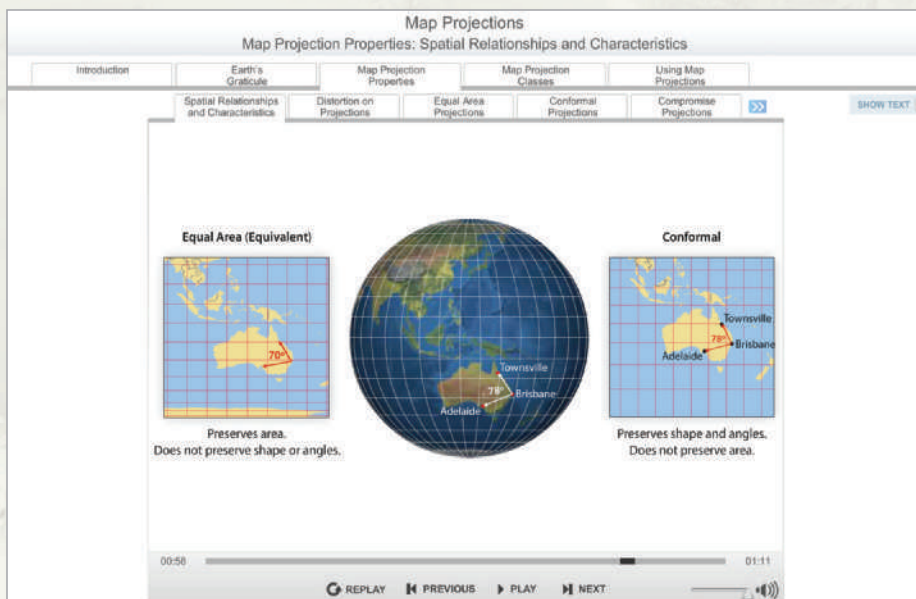 Map Projections
Map Projection Properties: Spatial Relationships and Characteristics
Introduction
Earth's
Graticule
Map Projection
Properties
Map Projection
Classes
Using Map
Projections
Spatial Relationships
and Characteristics
Distortion on
Projections
Equal Area
Projections
Conformal
Projections
Compromise
Projections
SHOW TEXT
Equal Area (Equivalent)
70°
Preserves area.
Does not preserve shape or angles.
Townsville
78°
Brisbane
Adelaide
Conformal
Townsville
78°
Brisbane
Adelaide
Preserves shape and angles.
Does not preserve area.
00:58
01:11
REPLAY
PREVIOUS
PLAY
NEXT